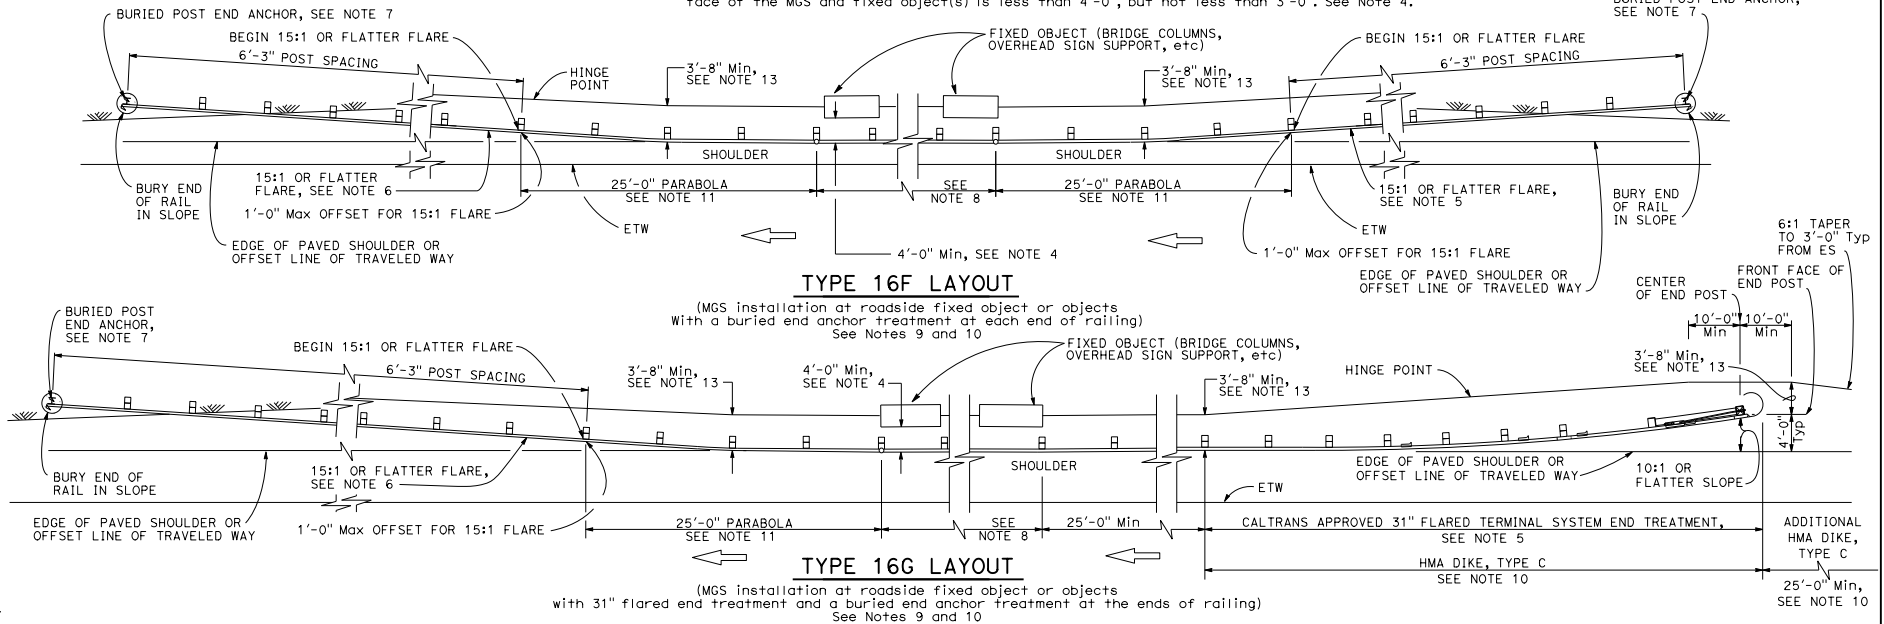 face of the MGS and fixed object(s) is less than 4'-0", but not less than 3'-0". See Note 4.
BURIED POST END ANCHOR, SEE NOTE 7
BEGIN 15:1 OR FLATTER FLARE
6'-3" POST SPACING
HINGE
POINT
3'-8" Min,
SEE NOTE 13
FIXED OBJECT (BRIDGE COLUMNS,
OVERHEAD SIGN SUPPORT, etc)
3'-8" Min,
SEE NOTE 13
BEGIN 15:1 OR FLATTER FLARE
6'-3" POST SPACING
BURIED POST END ANCHOR,
SEE NOTE 7
SHOULDER
SHOULDER
BURY END
OF RAIL
IN SLOPE
15:1 OR FLATTER
FLARE, SEE NOTE 6
1'-0" Max OFFSET FOR 15:1 FLARE
EDGE OF PAVED SHOULDER OR
OFFSET LINE OF TRAVELED WAY
25'-0" PARABOLA
SEE NOTE 11
ETW
SEE
NOTE 8
4'-0" Min, SEE NOTE 4
25'-0" PARABOLA
SEE NOTE 11
15:1 OR FLATTER FLARE,
SEE NOTE 5
ETW
1'-0" Max OFFSET FOR 15:1 FLARE
EDGE OF PAVED SHOULDER OR
OFFSET LINE OF TRAVELED WAY
BURY END
OF RAIL
IN SLOPE
TYPE 16F LAYOUT
(MGS installation at roadside fixed object or objects
With a buried end anchor treatment at each end of railing)
See Notes 9 and 10
BURIED POST
END ANCHOR,
SEE NOTE 7
BEGIN 15:1 OR FLATTER FLARE
6'-3" POST SPACING
3'-8" Min,
SEE NOTE 13
4'-0" Min,
SEE NOTE 4
FIXED OBJECT (BRIDGE COLUMNS,
OVERHEAD SIGN SUPPORT, etc)
3'-8" Min,
SEE NOTE 13
HINGE POINT
CENTER
OF END POST
6:1 TAPER
TO 3'-0" Typ
FROM ES
FRONT FACE OF
END POST
10'-0"
Min
10'-0"
Min
3'-8" Min,
SEE NOTE 13
4'-0"
Typ
SHOULDER
BURY END OF
RAIL IN SLOPE
15:1 OR FLATTER FLARE,
SEE NOTE 6
EDGE OF PAVED SHOULDER OR
OFFSET LINE OF TRAVELED WAY
10:1 OR
FLATTER SLOPE
ETW
EDGE OF PAVED SHOULDER OR
OFFSET LINE OF TRAVELED WAY
1'-0" Max OFFSET FOR 15:1 FLARE
25'-0" PARABOLA
SEE NOTE 11
SEE
NOTE 8
25'-0" Min
CALTRANS APPROVED 31" FLARED TERMINAL SYSTEM END TREATMENT,
SEE NOTE 5
HMA DIKE, TYPE C
SEE NOTE 10
ADDITIONAL
HMA DIKE,
TYPE C
25'-0" Min,
SEE NOTE 10
TYPE 16G LAYOUT
(MGS installation at roadside fixed object or objects
with 31" flared end treatment and a buried end anchor treatment at the ends of railing)
See Notes 9 and 10